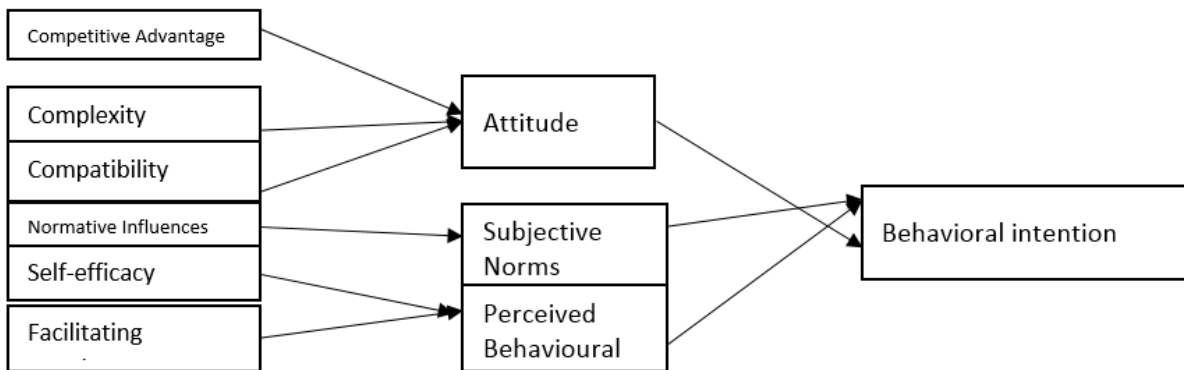 Competitive Advantage
Complexity
Compatibility
Normative Influences
Self-efficacy
Facilitating
Attitude
Subjective
Norms
Perceived
Behavioural
Behavioral intention